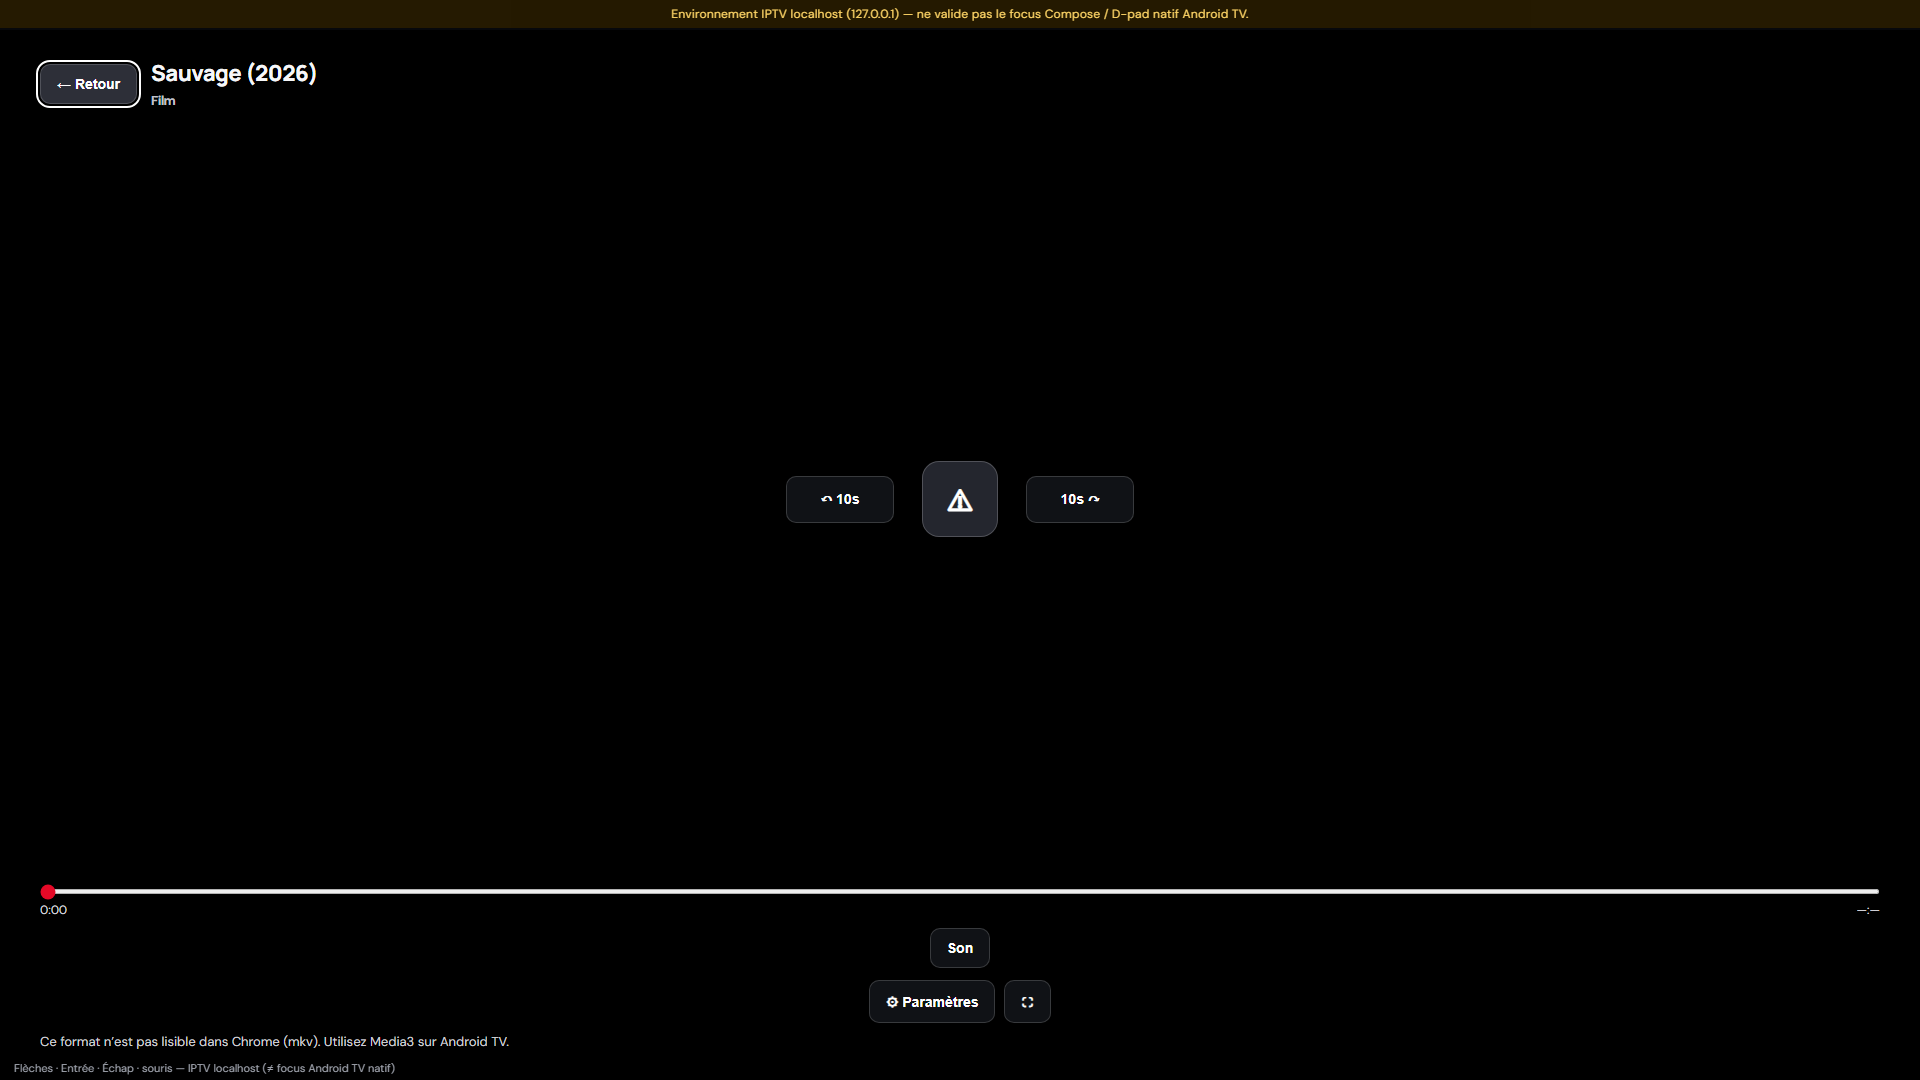 Environnement IPTV localhost (127.0.0.1) — ne valide pas le focus Compose / D-pad natif Android TV.
← Retour
Sauvage (2026)
Film
↶ 10s
⚠
10s ↷
0:00
—:—
Son
⚙ Paramètres
⛶
Ce format n’est pas lisible dans Chrome (mkv). Utilisez Media3 sur Android TV.
Flèches · Entrée · Échap · souris — IPTV localhost (≠ focus Android TV natif)